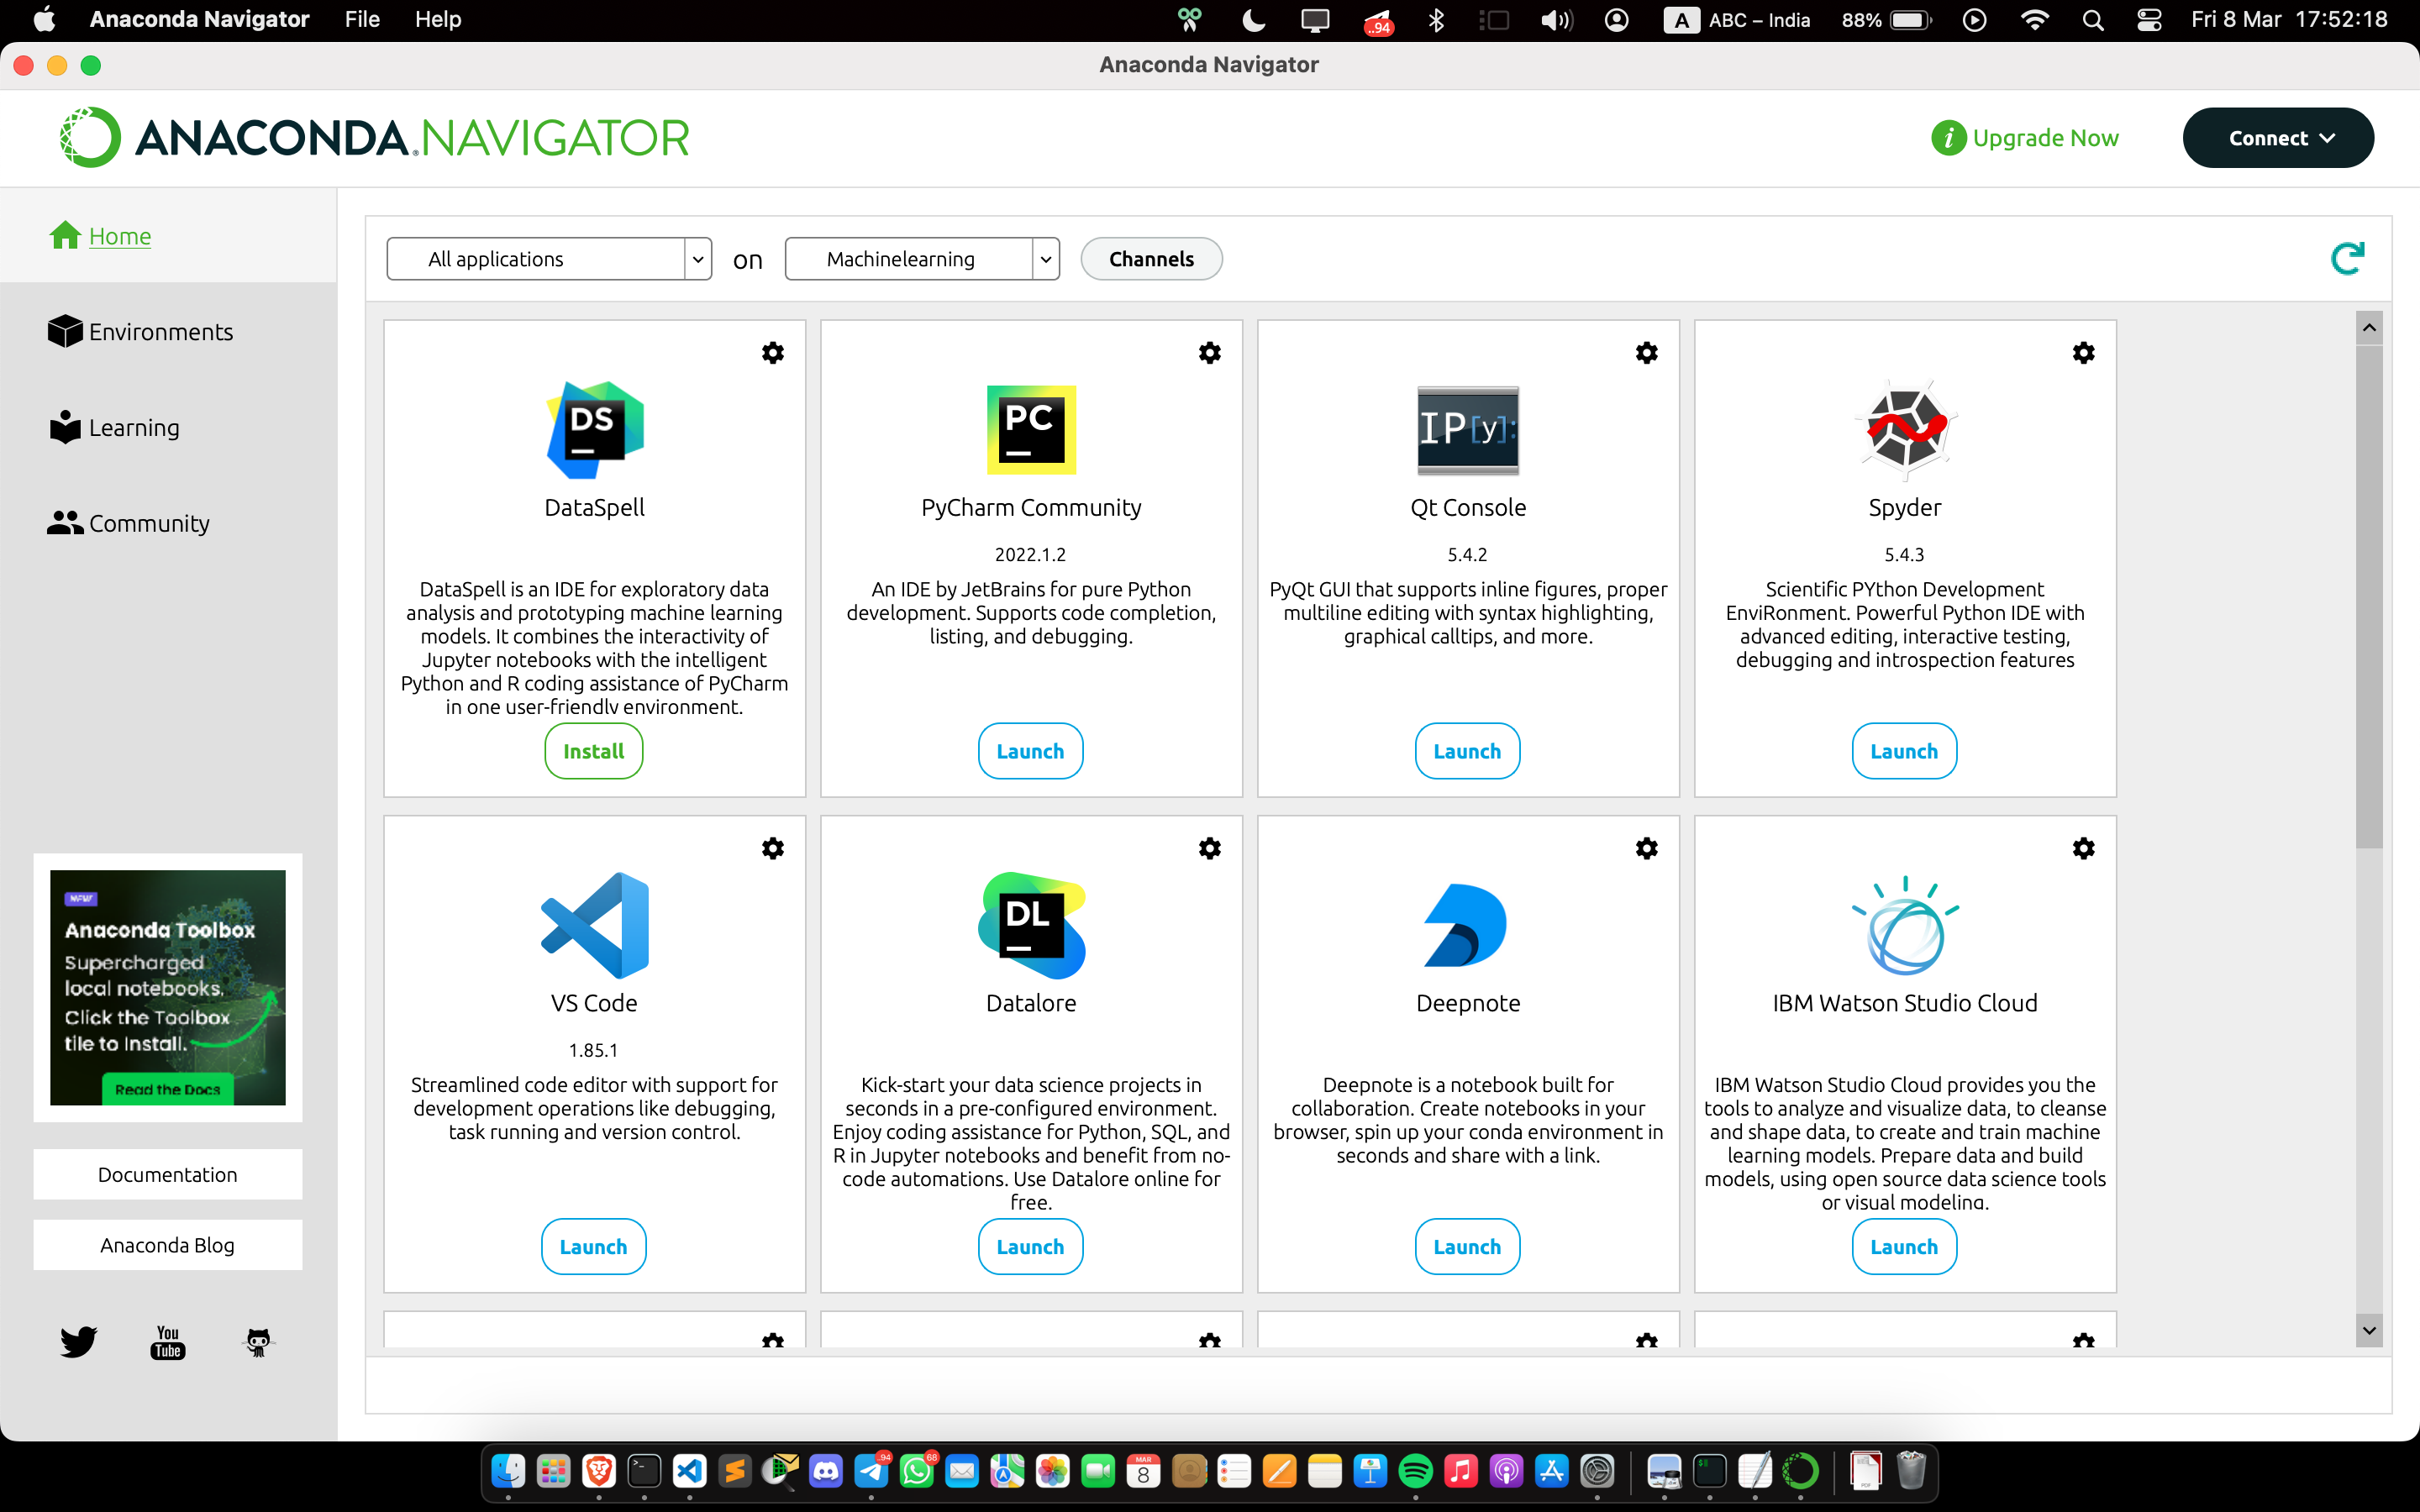 Anaconda Navigator File Help ..94 A ABC – India 88% Fri 8 Mar 17:52:18
Anaconda Navigator
ANACONDA.NAVIGATOR
i Upgrade Now
Connect
Home
Environments
Learning
Community
All applications on Machinelearning Channels
DS
DataSpell
DataSpell is an IDE for exploratory data
analysis and prototyping machine learning
models. It combines the interactivity of
Jupyter notebooks with the intelligent
Python and R coding assistance of PyCharm
in one user-friendly environment.
Install
PC
PyCharm Community
2022.1.2
An IDE by JetBrains for pure Python
development. Supports code completion,
listing, and debugging.
Launch
IP[y]:
Qt Console
5.4.2
PyQt GUI that supports inline figures, proper
multiline editing with syntax highlighting,
graphical calltips, and more.
Launch
Spyder
5.4.3
Scientific PYthon Development
EnviRonment. Powerful Python IDE with
advanced editing, interactive testing,
debugging and introspection features
Launch
VS Code
1.85.1
Streamlined code editor with support for
development operations like debugging,
task running and version control.
Launch
DL
Datalore
Kick-start your data science projects in
seconds in a pre-configured environment.
Enjoy coding assistance for Python, SQL, and
R in Jupyter notebooks and benefit from no-
code automations. Use Datalore online for
free.
Launch
Deepnote
Deepnote is a notebook built for
collaboration. Create notebooks in your
browser, spin up your conda environment in
seconds and share with a link.
Launch
IBM Watson Studio Cloud
IBM Watson Studio Cloud provides you the
tools to analyze and visualize data, to cleanse
and shape data, to create and train machine
learning models. Prepare data and build
models, using open source data science tools
or visual modeling.
Launch
NEW
Anaconda Toolbox
Supercharged
local notebooks.
Click the Toolbox
tile to Install.
Read the Docs
Documentation
Anaconda Blog
You
Tube
..94
68
MAR
8
PDF